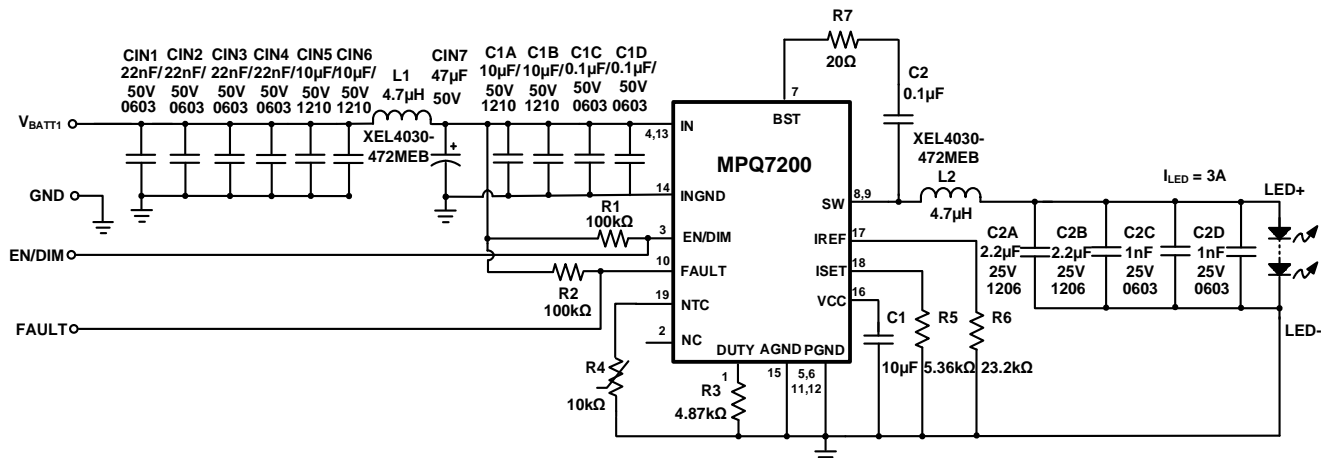 R7
20Ω
C2
0.1µF
CIN1
22nF/
50V
0603
CIN2
22nF/
50V
0603
CIN3
22nF/
50V
0603
CIN4
22nF/
50V
0603
CIN5
10µF/
50V
1210
CIN6
10µF/
50V
1210
L1
4.7µH
XEL4030-
472MEB
CIN7
47µF
50V
+
C1A
10µF/
50V
1210
C1B
10µF/
50V
1210
C1C
0.1µF/
50V
0603
C1D
0.1µF/
50V
0603
VBATT1
GND
EN/DIM
FAULT
R1
100kΩ
R2
100kΩ
R4
10kΩ
MPQ7200
7
BST
4,13
IN
14
INGND
3
EN/DIM
10
FAULT
19
NTC
2
NC
DUTY
1
AGND
15
PGND
5,6
11,12
SW
8,9
IREF
17
ISET
18
VCC
16
R3
4.87kΩ
XEL4030-
472MEB
L2
4.7µH
C1
10µF
R5
5.36kΩ
R6
23.2kΩ
ILED = 3A
LED+
C2A
2.2µF
25V
1206
C2B
2.2µF
25V
1206
C2C
1nF
25V
0603
C2D
1nF
25V
0603
LED-